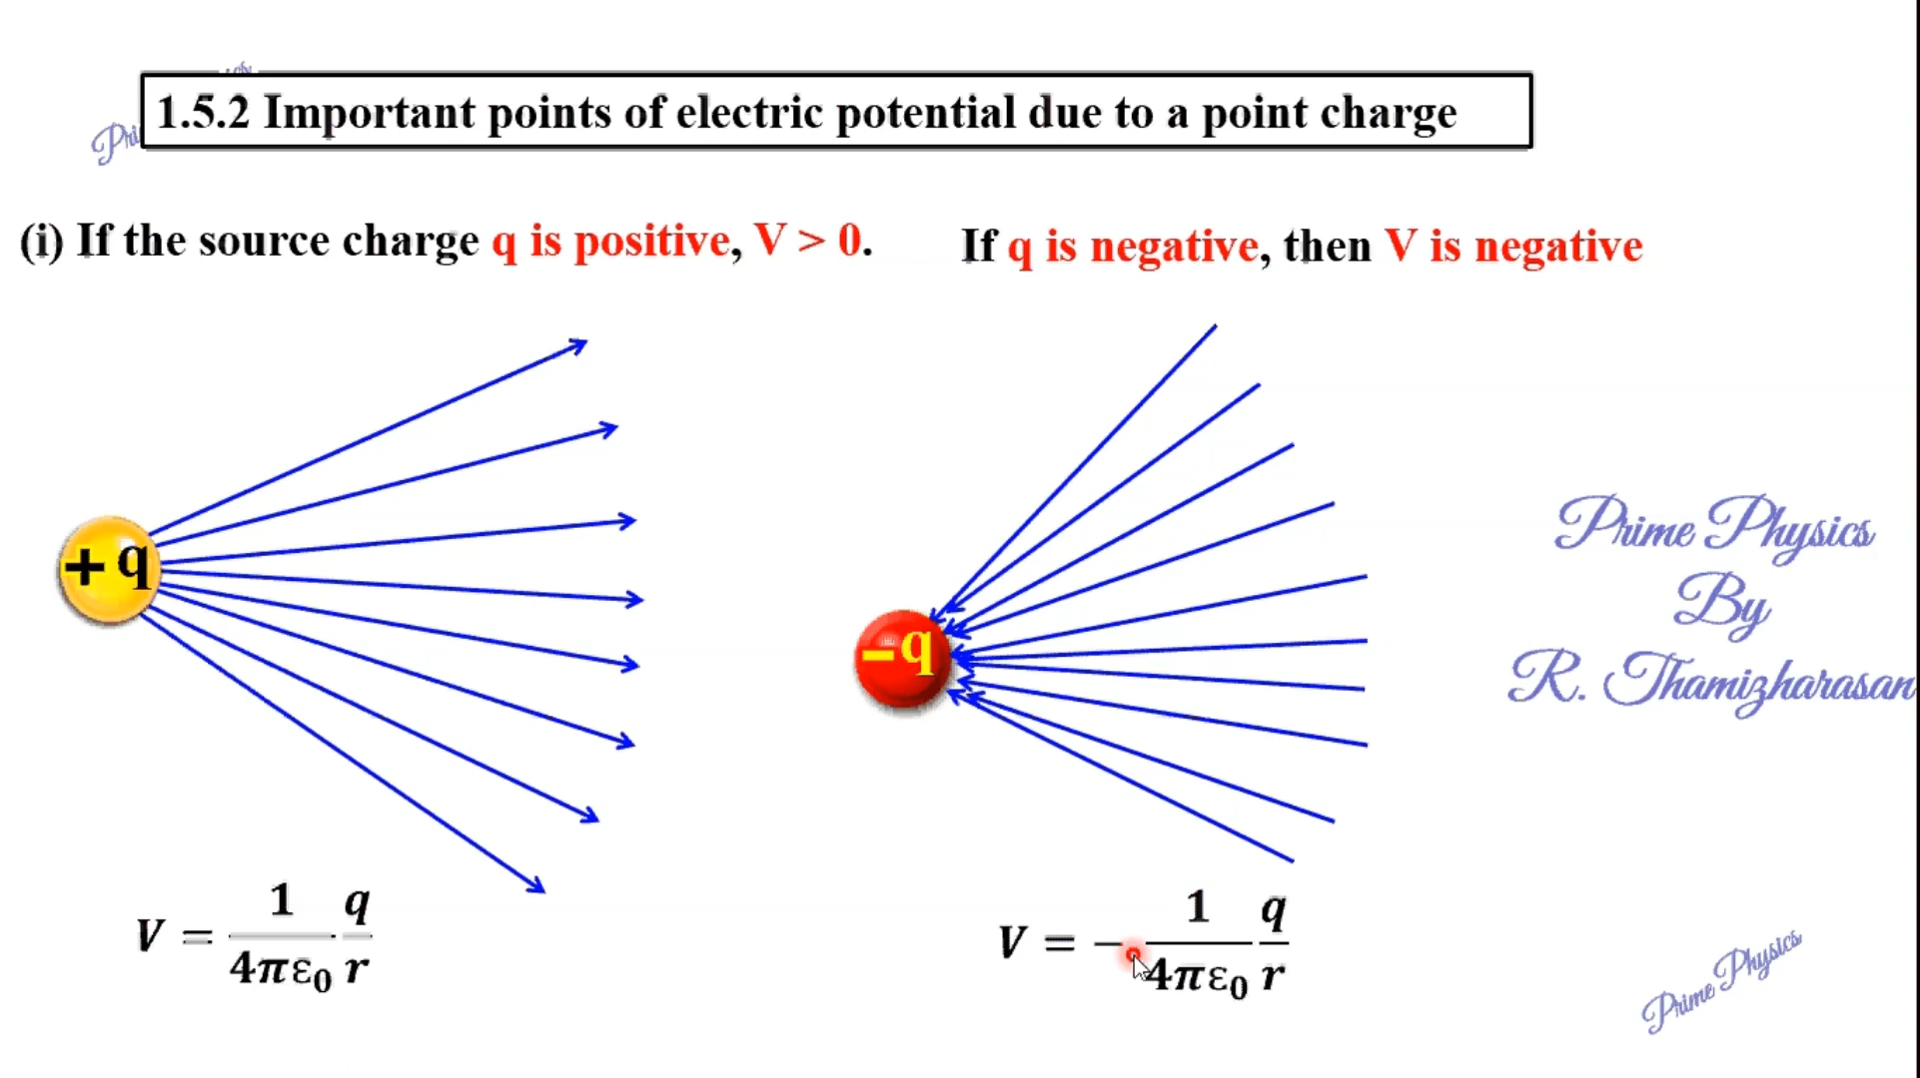 1.5.2 Important points of electric potential due to a point charge
Pri
(i) If the source charge q is positive, V > 0.
If q is negative, then V is negative
+ q
−q
Prime Physics
By
R. Thamizharasan
V = 1/4πε₀ q/r
V = − 1/4πε₀ q/r
Prime Physics